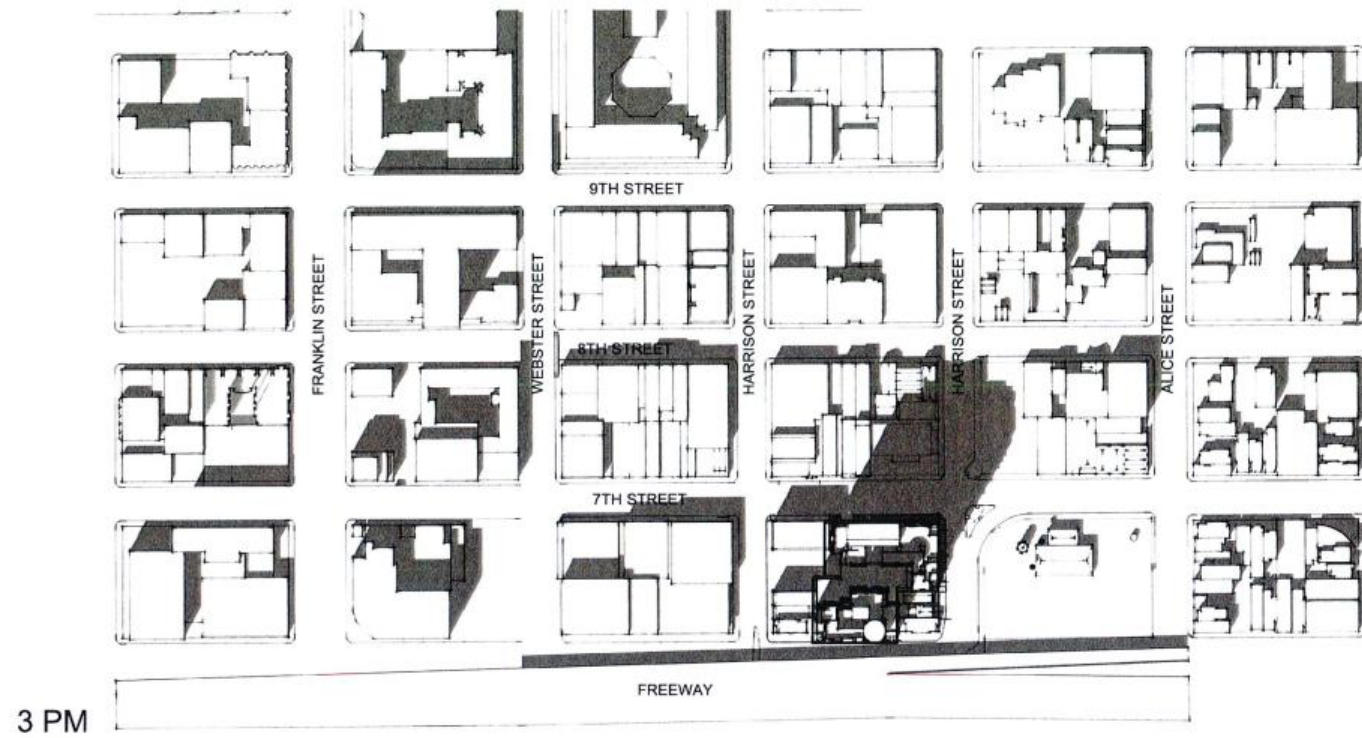 9TH STREET
FRANKLIN STREET
WEBSTER STREET
HARRISON STREET
HARRISON STREET
ALICE STREET
8TH STREET
7TH STREET
FREEWAY
3 PM